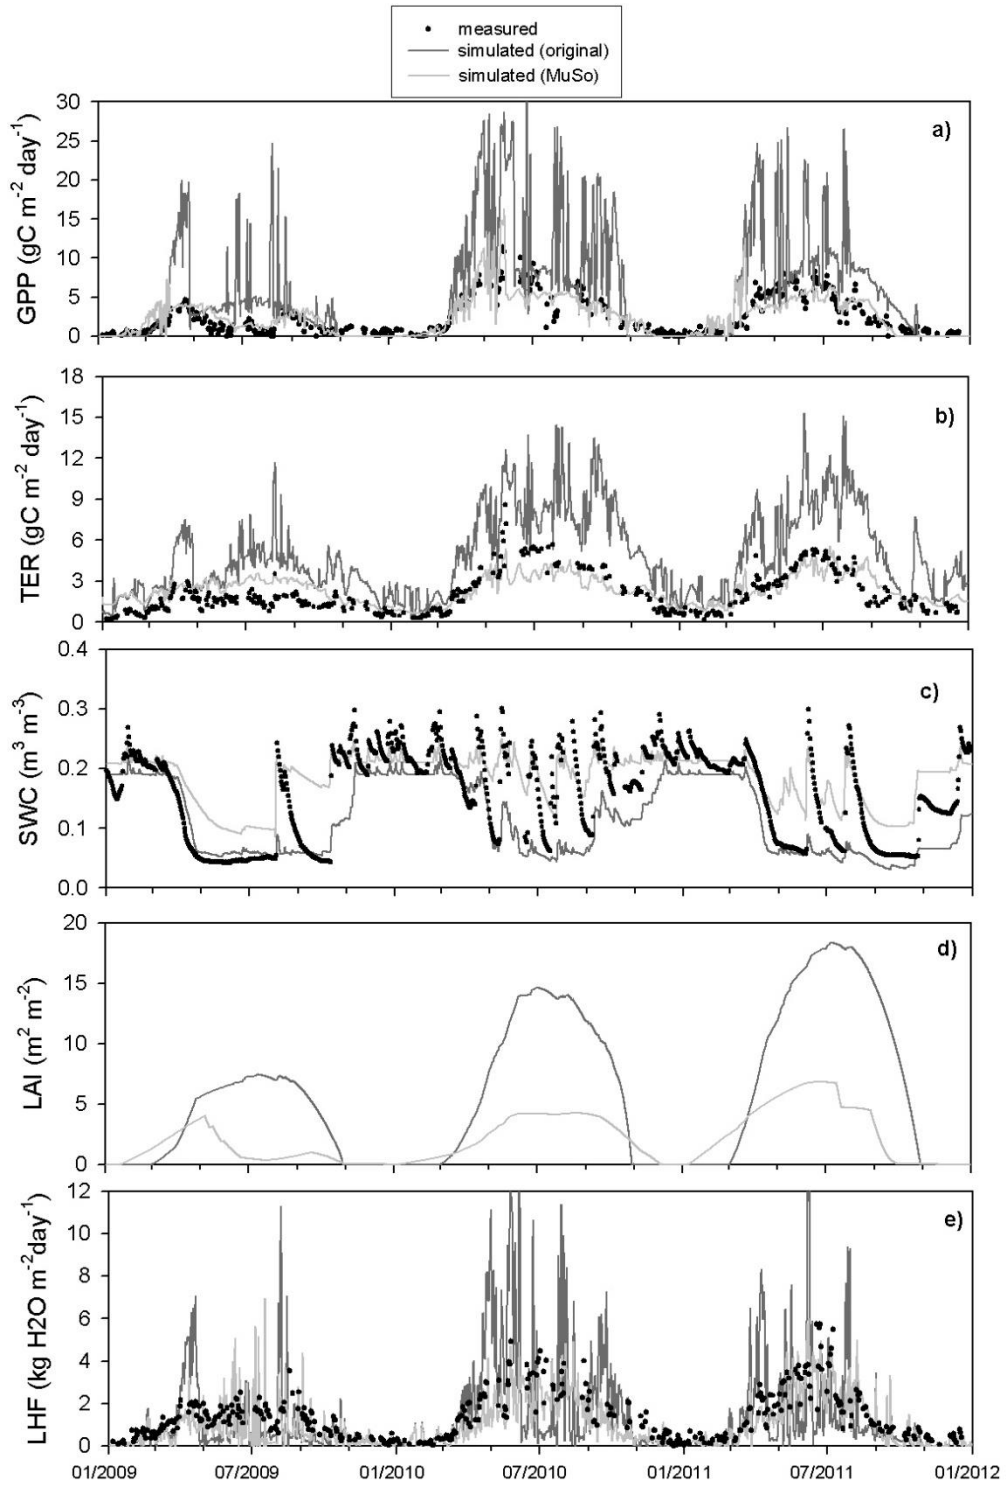 measured
simulated (original)
simulated (MuSo)
GPP (gC m⁻² day⁻¹)
30
25
20
15
10
5
0
a)
TER (gC m⁻² day⁻¹)
18
15
12
9
6
3
0
b)
SWC (m³ m⁻³)
0.4
0.3
0.2
0.1
0.0
c)
LAI (m² m⁻²)
20
15
10
5
0
d)
LHF (kg H2O m⁻²day⁻¹)
12
10
8
6
4
2
0
e)
01/2009 07/2009 01/2010 07/2010 01/2011 07/2011 01/2012